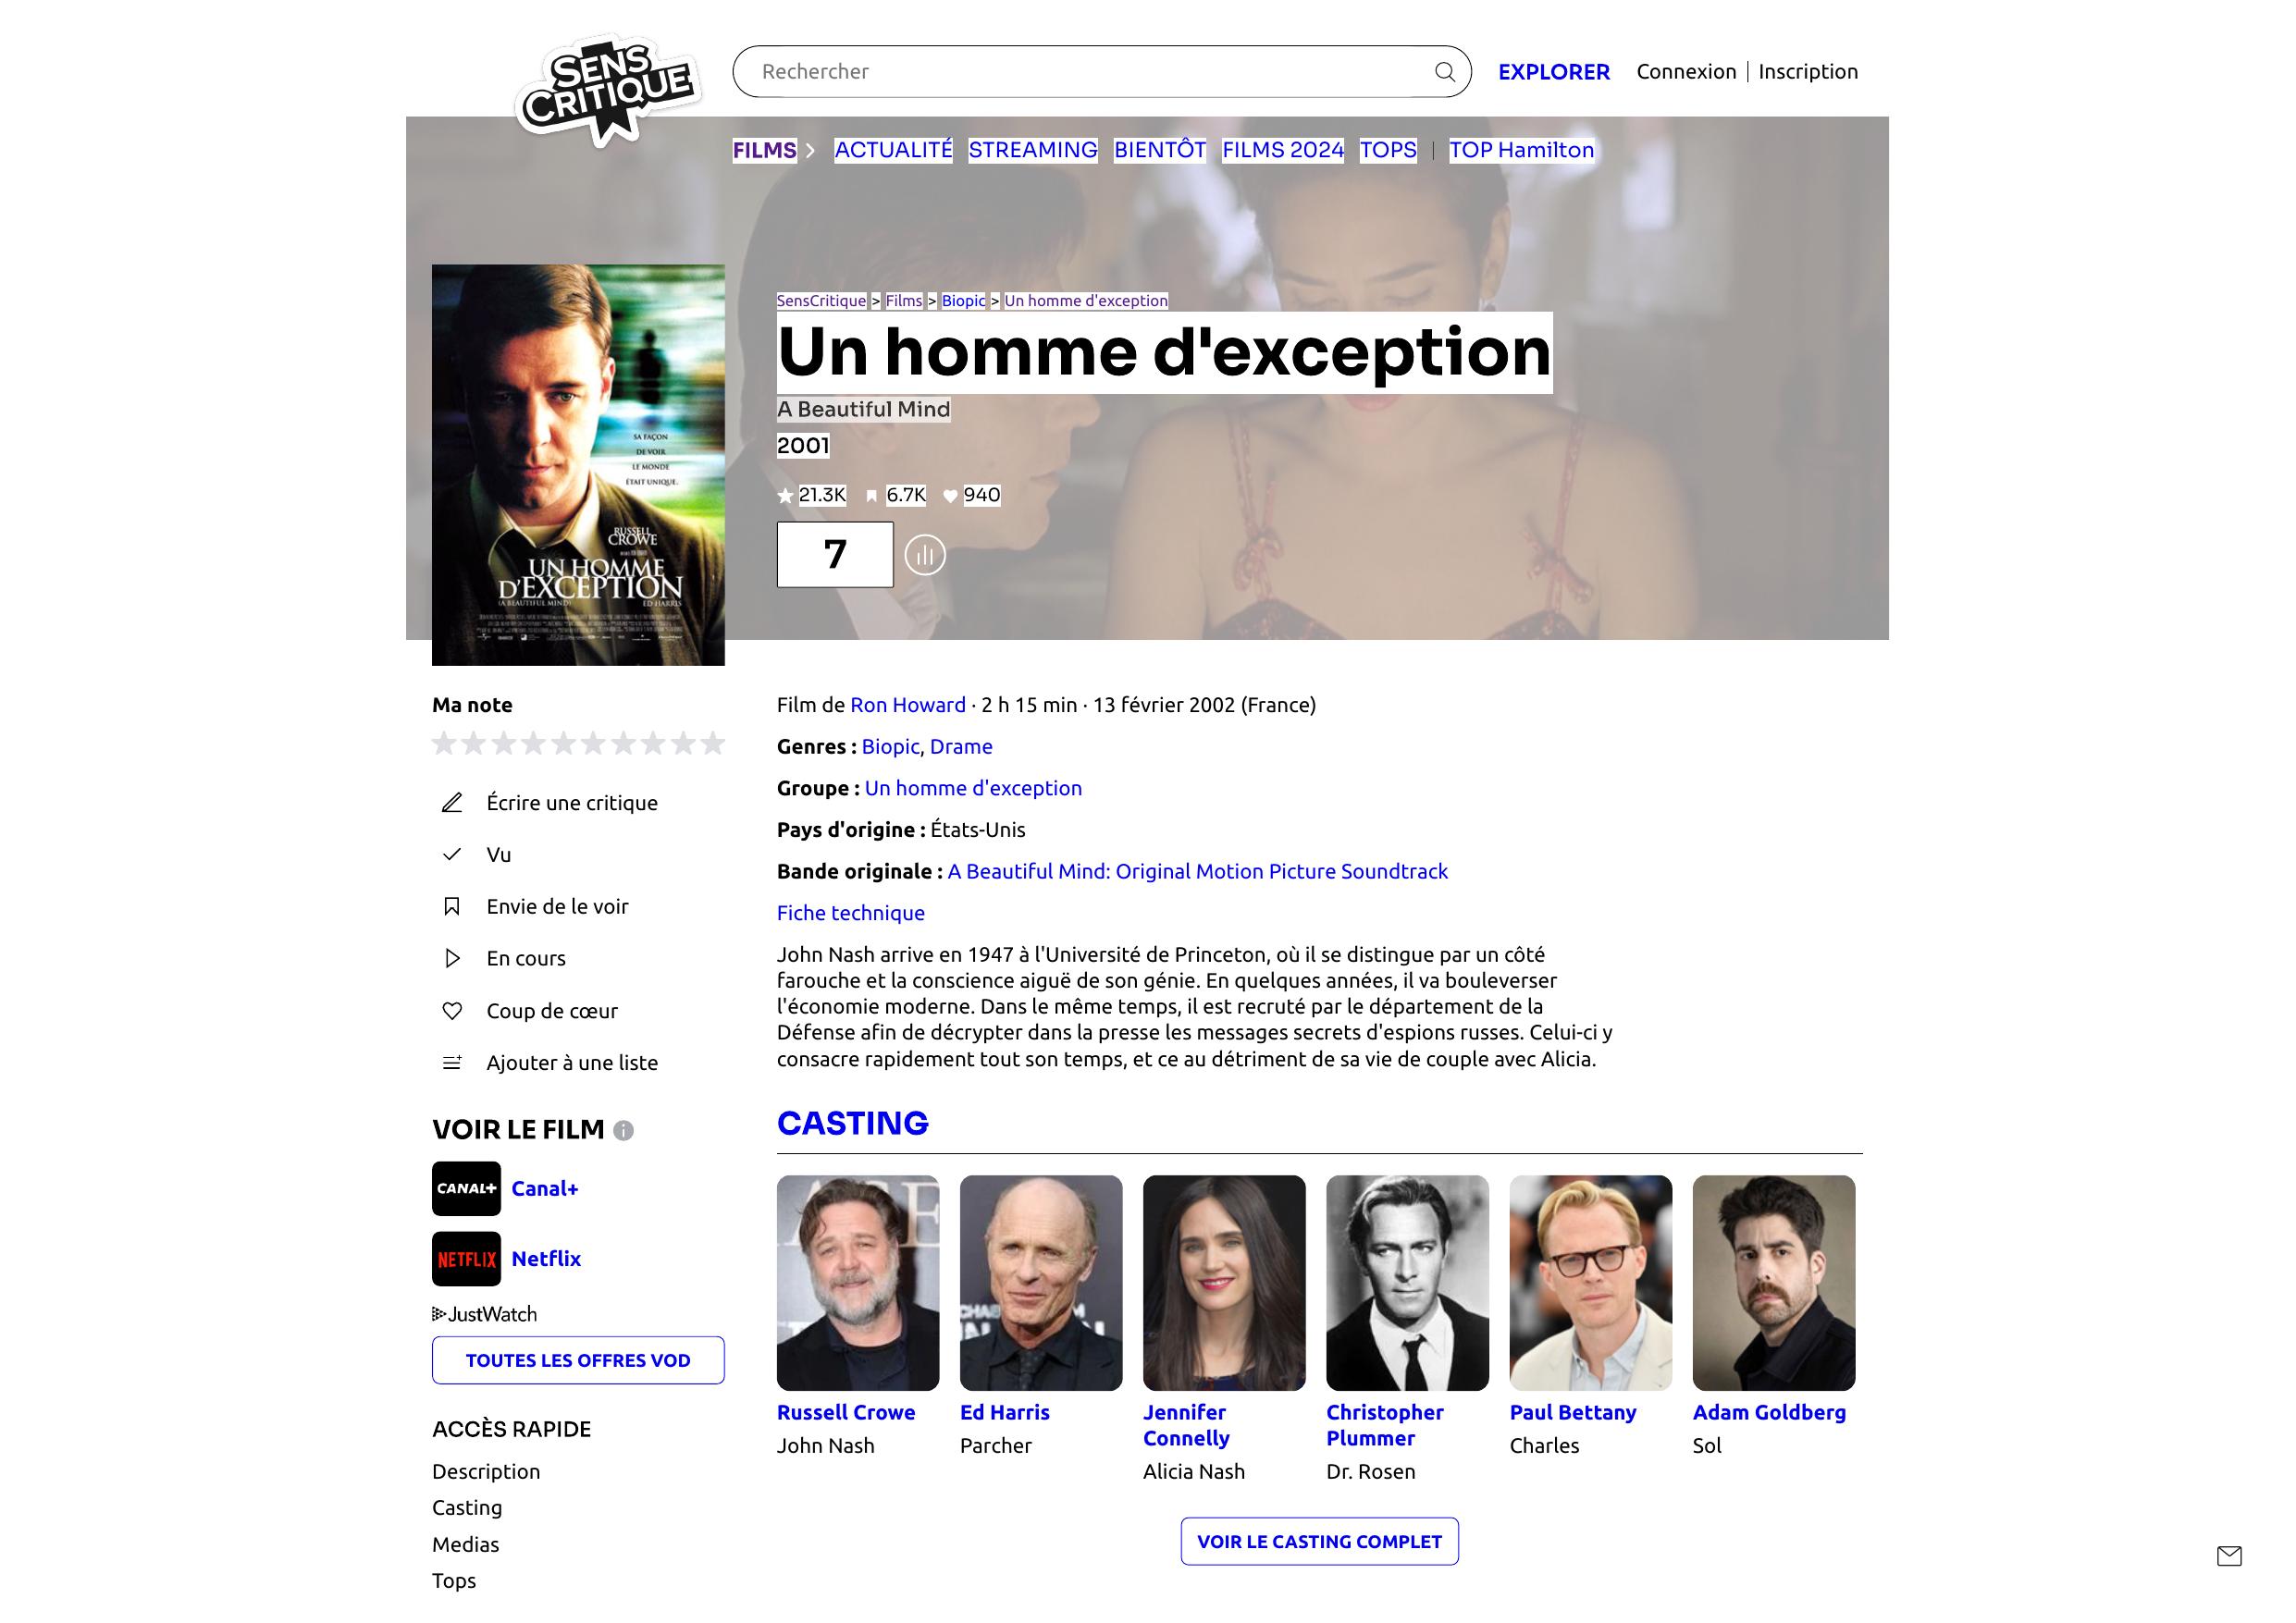 SENS
CRITIQUE
Rechercher
EXPLORER
Connexion | Inscription
FILMS
ACTUALITÉ STREAMING BIENTÔT FILMS 2024 TOPS | TOP Hamilton
SensCritique > Films > Biopic > Un homme d'exception
Un homme d'exception
A Beautiful Mind
2001
21.3K 6.7K 940
7
SA FAÇON
DE VOIR
LE MONDE
ÉTAIT UNIQUE.
RUSSELL
CROWE
UN HOMME
D'EXCEPTION
(A BEAUTIFUL MIND)
ED HARRIS
Ma note
Écrire une critique
Vu
Envie de le voir
En cours
Coup de cœur
Ajouter à une liste
VOIR LE FILM
CANAL+ Canal+
NETFLIX Netflix
JustWatch
TOUTES LES OFFRES VOD
ACCÈS RAPIDE
Description
Casting
Medias
Tops
Film de Ron Howard · 2 h 15 min · 13 février 2002 (France)
Genres : Biopic, Drame
Groupe : Un homme d'exception
Pays d'origine : États-Unis
Bande originale : A Beautiful Mind: Original Motion Picture Soundtrack
Fiche technique
John Nash arrive en 1947 à l'Université de Princeton, où il se distingue par un côté
farouche et la conscience aiguë de son génie. En quelques années, il va bouleverser
l'économie moderne. Dans le même temps, il est recruté par le département de la
Défense afin de décrypter dans la presse les messages secrets d'espions russes. Celui-ci y
consacre rapidement tout son temps, et ce au détriment de sa vie de couple avec Alicia.
CASTING
Russell Crowe
John Nash
Ed Harris
Parcher
Jennifer
Connelly
Alicia Nash
Christopher
Plummer
Dr. Rosen
Paul Bettany
Charles
Adam Goldberg
Sol
VOIR LE CASTING COMPLET